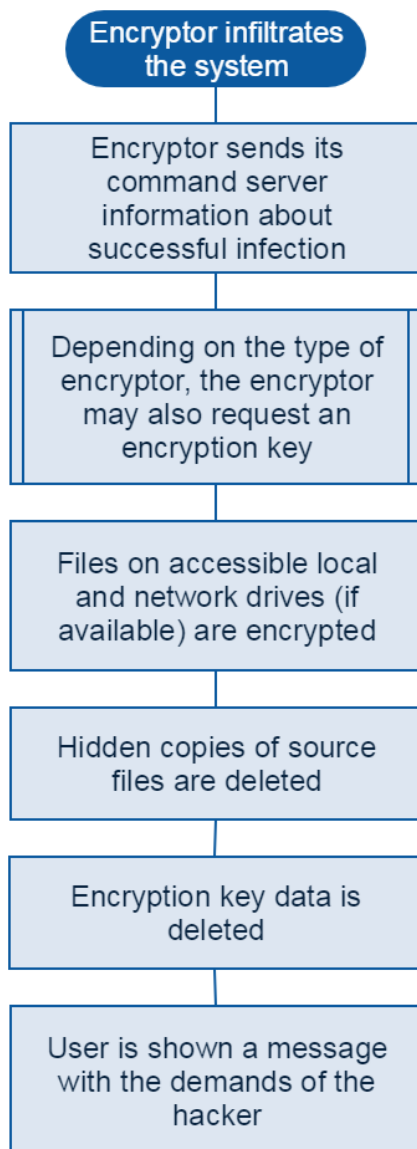 Encryptor infiltrates
the system
Encryptor sends its
command server
information about
successful infection
Depending on the type of
encryptor, the encryptor
may also request an
encryption key
Files on accessible local
and network drives (if
available) are encrypted
Hidden copies of source
files are deleted
Encryption key data is
deleted
User is shown a message
with the demands of the
hacker